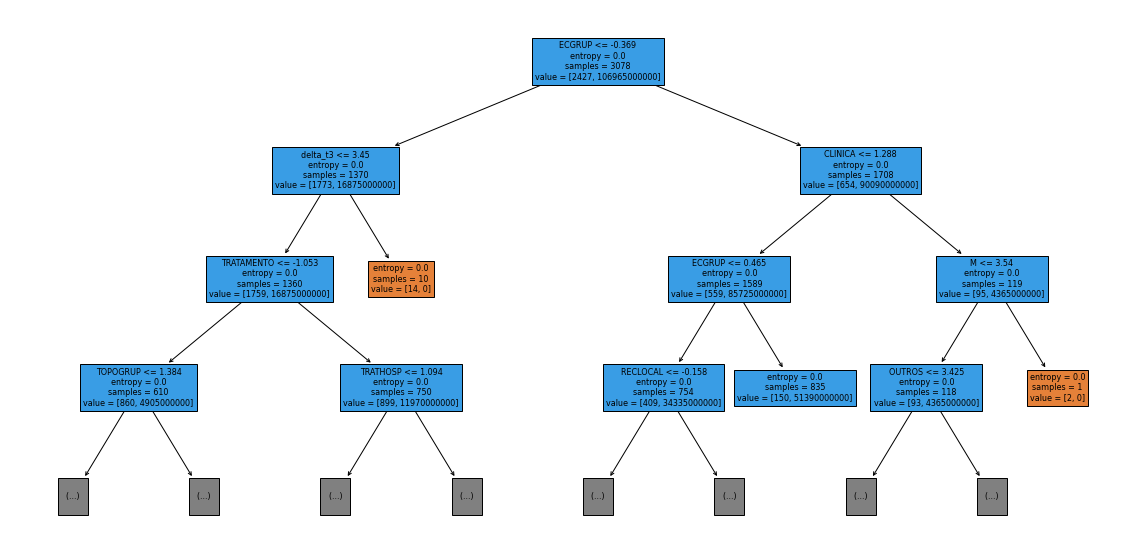 ECGRUP <= -0.369
entropy = 0.0
samples = 3078
value = [2427, 106965000000]
delta_t3 <= 3.45
entropy = 0.0
samples = 1370
value = [1773, 16875000000]
CLINICA <= 1.288
entropy = 0.0
samples = 1708
value = [654, 90090000000]
TRATAMENTO <= -1.053
entropy = 0.0
samples = 1360
value = [1759, 16875000000]
entropy = 0.0
samples = 10
value = [14, 0]
ECGRUP <= 0.465
entropy = 0.0
samples = 1589
value = [559, 85725000000]
M <= 3.54
entropy = 0.0
samples = 119
value = [95, 4365000000]
TOPOGRUP <= 1.384
entropy = 0.0
samples = 610
value = [860, 4905000000]
TRATHOSP <= 1.094
entropy = 0.0
samples = 750
value = [899, 11970000000]
RECLOCAL <= -0.158
entropy = 0.0
samples = 754
value = [409, 34335000000]
entropy = 0.0
samples = 835
value = [150, 51390000000]
OUTROS <= 3.425
entropy = 0.0
samples = 118
value = [93, 4365000000]
entropy = 0.0
samples = 1
value = [2, 0]
(...)
(...)
(...)
(...)
(...)
(...)
(...)
(...)